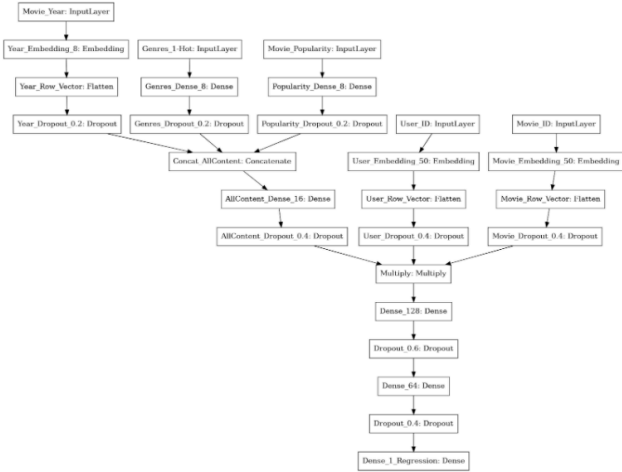 Movie_Year: InputLayer
Year_Embedding_8: Embedding
Genres_1-Hot: InputLayer
Movie_Popularity: InputLayer
Year_Row_Vector: Flatten
Genres_Dense_8: Dense
Popularity_Dense_8: Dense
Year_Dropout_0.2: Dropout
Genres_Dropout_0.2: Dropout
Popularity_Dropout_0.2: Dropout
User_ID: InputLayer
Movie_ID: InputLayer
Concat_AllContent: Concatenate
User_Embedding_50: Embedding
Movie_Embedding_50: Embedding
AllContent_Dense_16: Dense
User_Row_Vector: Flatten
Movie_Row_Vector: Flatten
AllContent_Dropout_0.4: Dropout
User_Dropout_0.4: Dropout
Movie_Dropout_0.4: Dropout
Multiply: Multiply
Dense_128: Dense
Dropout_0.6: Dropout
Dense_64: Dense
Dropout_0.4: Dropout
Dense_1_Regression: Dense